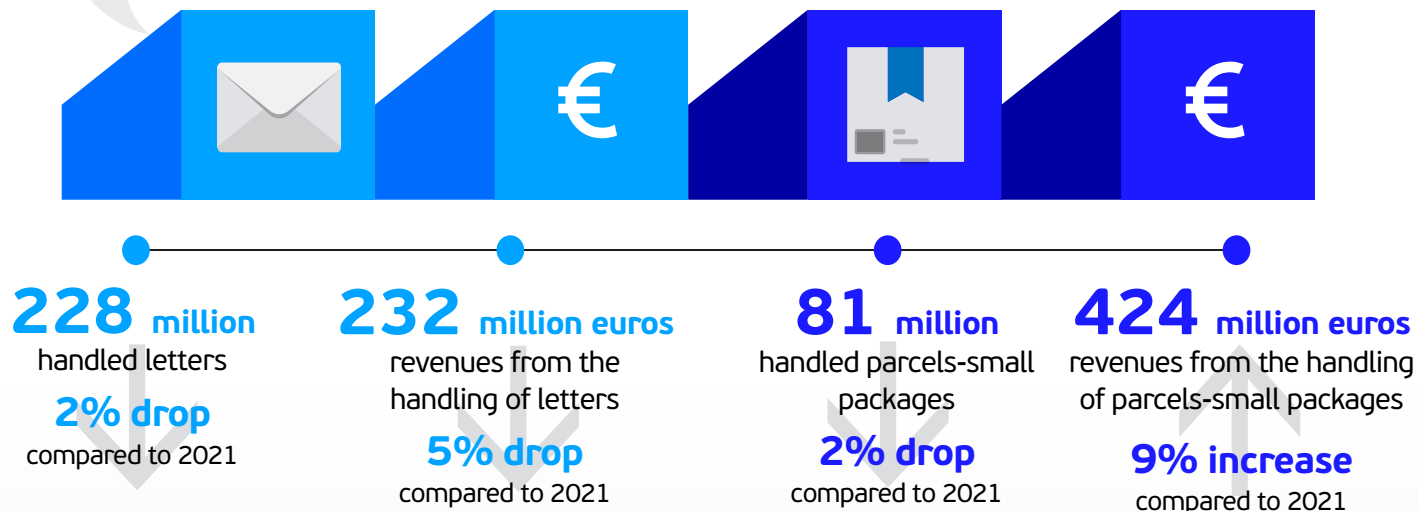 €
€
228 million
handled letters
2% drop
compared to 2021
232 million euros
revenues from the
handling of letters
5% drop
compared to 2021
81 million
handled parcels-small
packages
2% drop
compared to 2021
424 million euros
revenues from the handling
of parcels-small packages
9% increase
compared to 2021